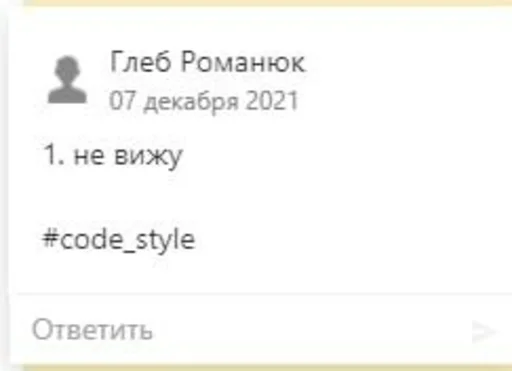 Глеб Романюк
07 декабря 2021
1. не вижу
#code_style
Ответить